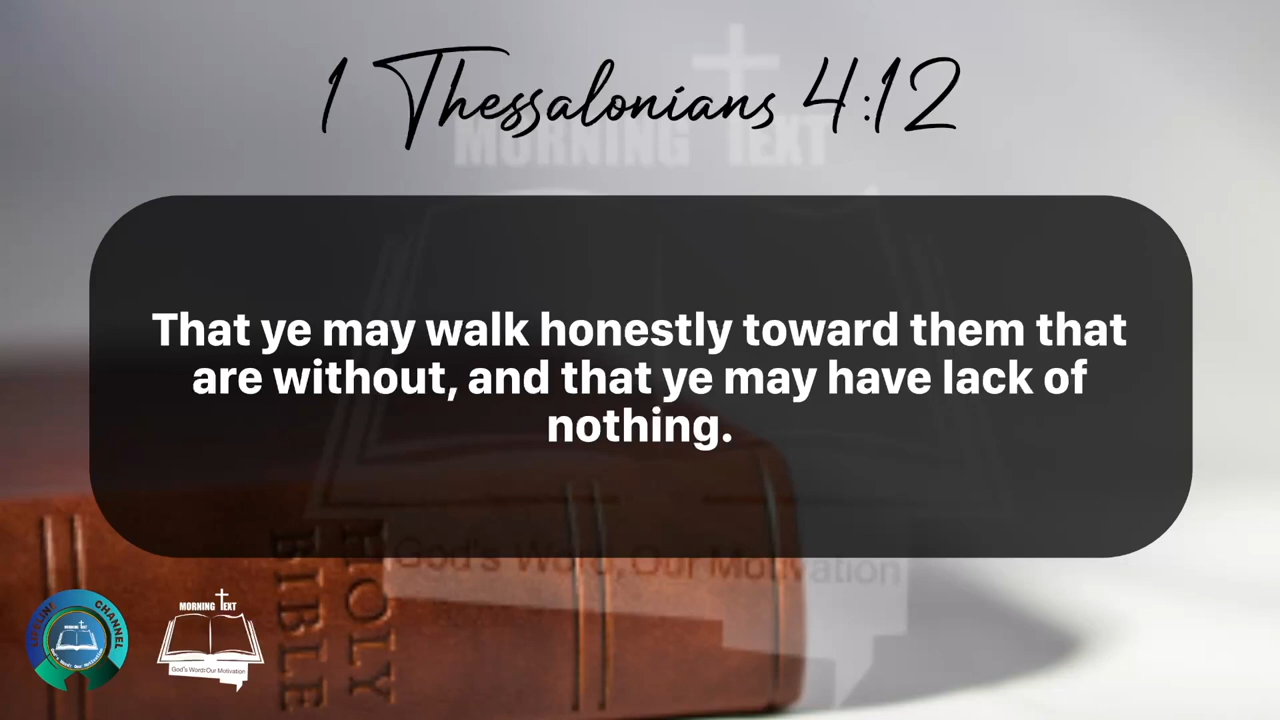 1 Thessalonians 4:12
MORNING TEXT
That ye may walk honestly toward them that
are without, and that ye may have lack of
nothing.
God's Word, Our Motivation
HOLY
BIBLE
CHANNEL
MORNING TEXT
God's Word: Our Motivation